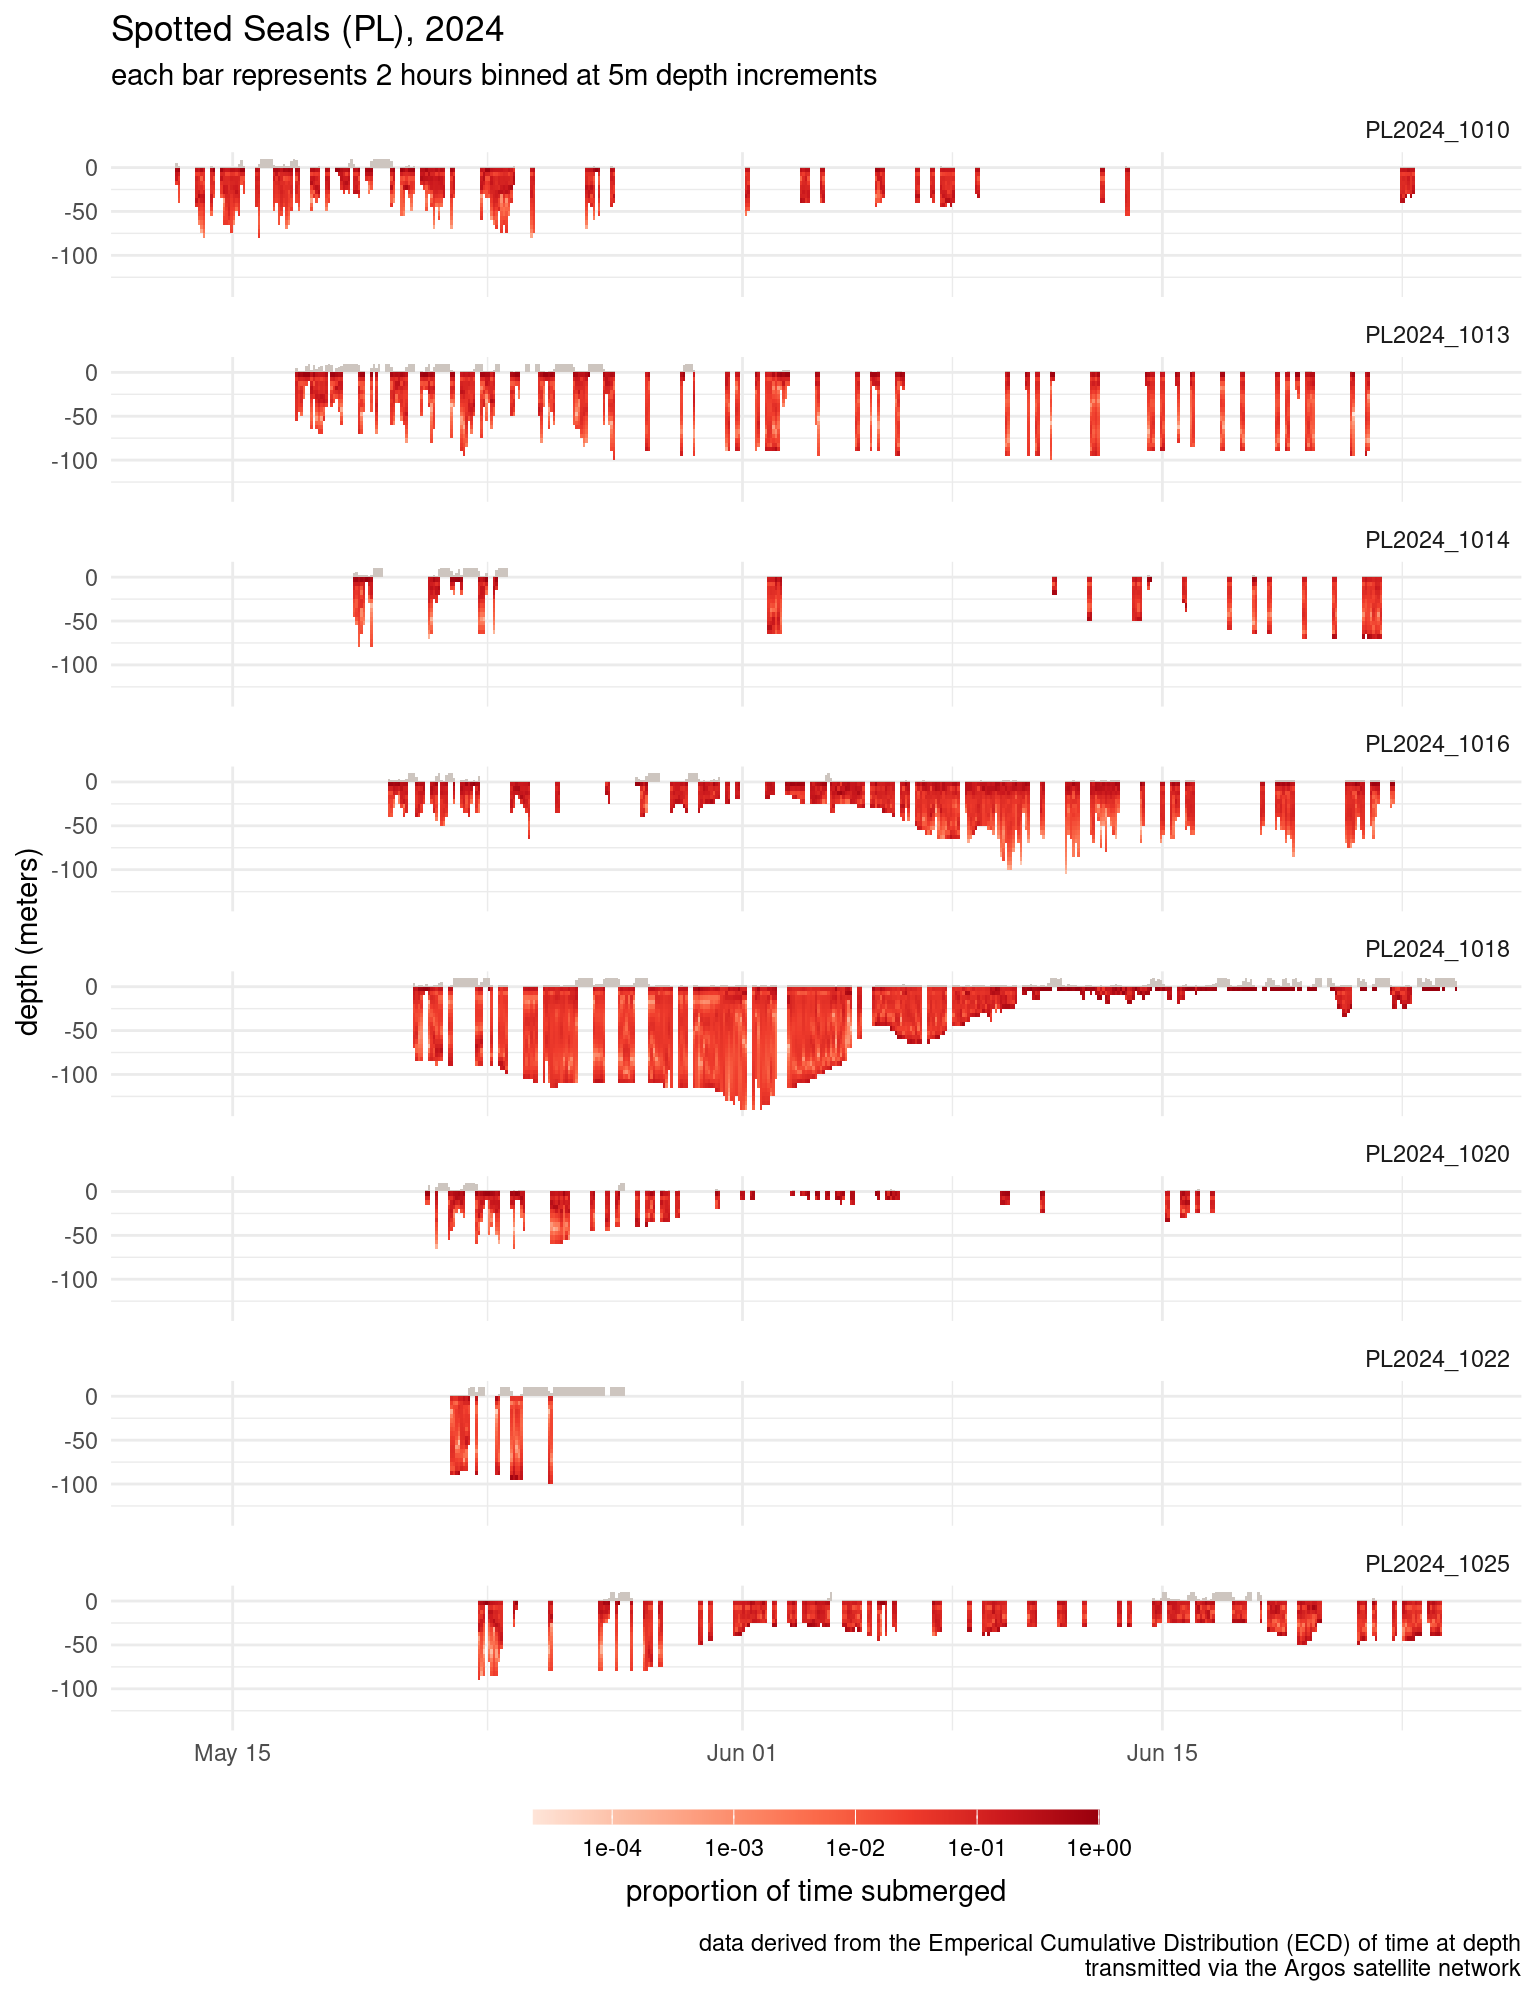 Spotted Seals (PL), 2024
each bar represents 2 hours binned at 5m depth increments
PL2024_1010
0
-50
-100
PL2024_1013
0
-50
-100
PL2024_1014
0
-50
-100
PL2024_1016
0
-50
-100
depth (meters)
PL2024_1018
0
-50
-100
PL2024_1020
0
-50
-100
PL2024_1022
0
-50
-100
PL2024_1025
0
-50
-100
May 15 Jun 01 Jun 15
1e-04 1e-03 1e-02 1e-01 1e+00
proportion of time submerged
data derived from the Emperical Cumulative Distribution (ECD) of time at depth
transmitted via the Argos satellite network